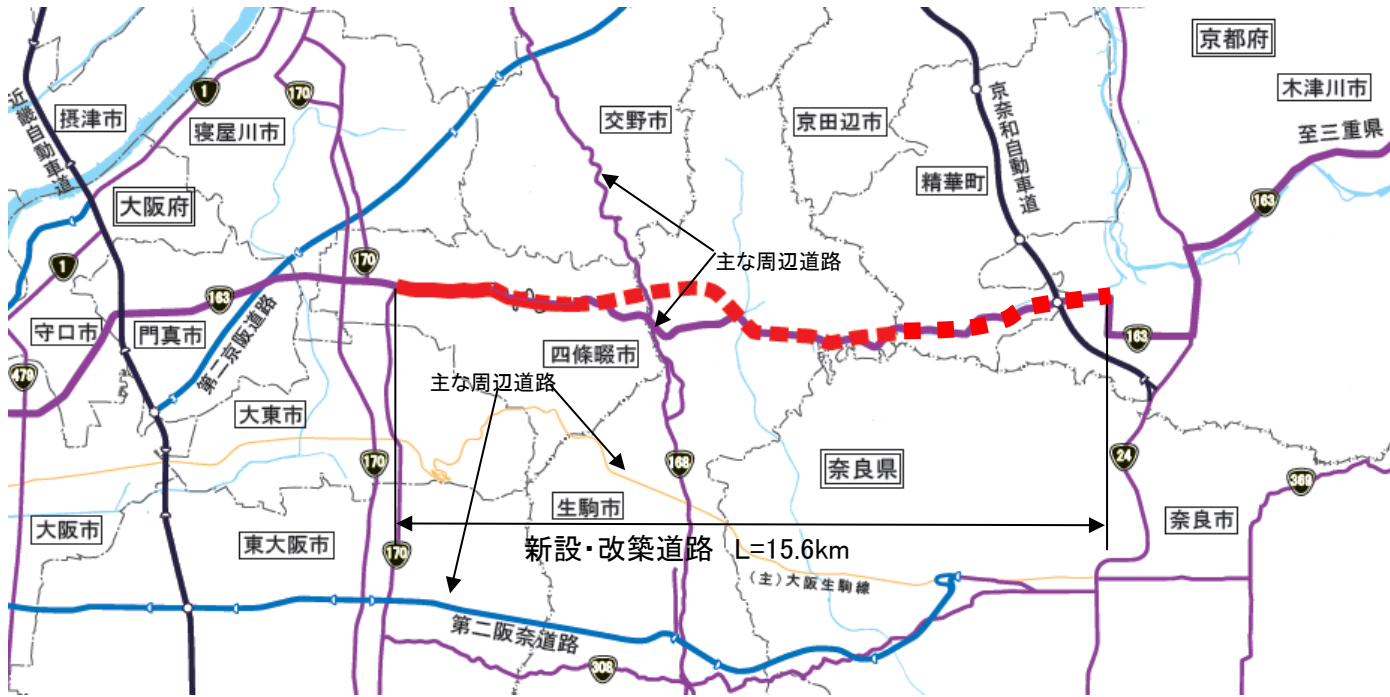 京都府
木津川市
至三重県
163
1
170
近畿自動車道
摂津市
寝屋川市
交野市
京田辺市
京奈和自動車道
精華町
大阪府
主な周辺道路
1
170
163
守口市
門真市
第二京阪道路
四條畷市
163
479
主な周辺道路
大東市
170
168
奈良県
24
369
大阪市
東大阪市
生駒市
奈良市
新設・改築道路 L=15.6km
170
(主)大阪生駒線
第二阪奈道路
308